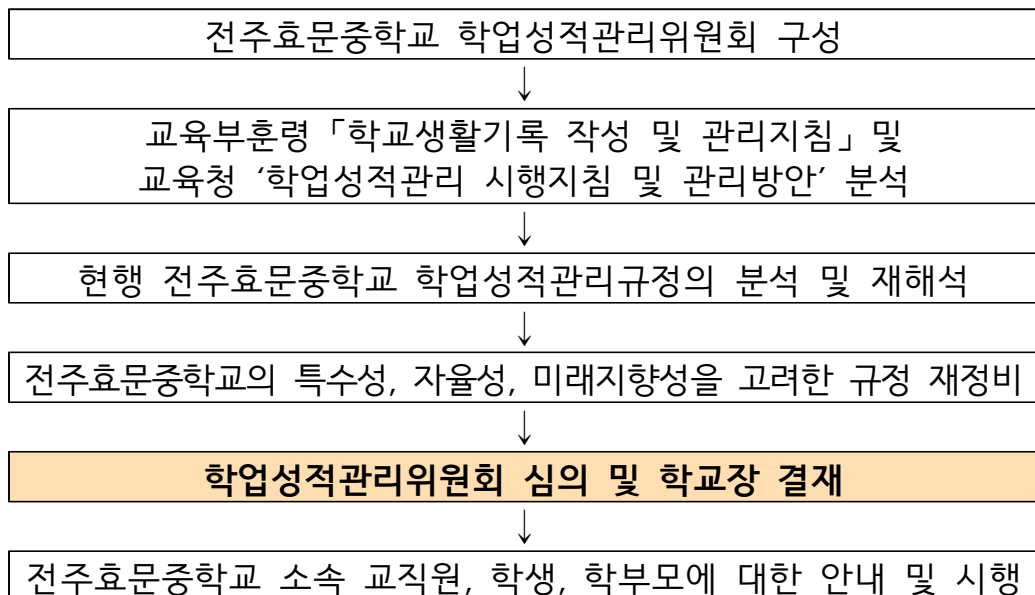 전주효문중학교 학업성적관리위원회 구성
↓
교육부훈령 「학교생활기록 작성 및 관리지침」 및
교육청 ‘학업성적관리 시행지침 및 관리방안’ 분석
↓
현행 전주효문중학교 학업성적관리규정의 분석 및 재해석
↓
전주효문중학교의 특수성, 자율성, 미래지향성을 고려한 규정 재정비
↓
학업성적관리위원회 심의 및 학교장 결재
↓
전주효문중학교 소속 교직원, 학생, 학부모에 대한 안내 및 시행